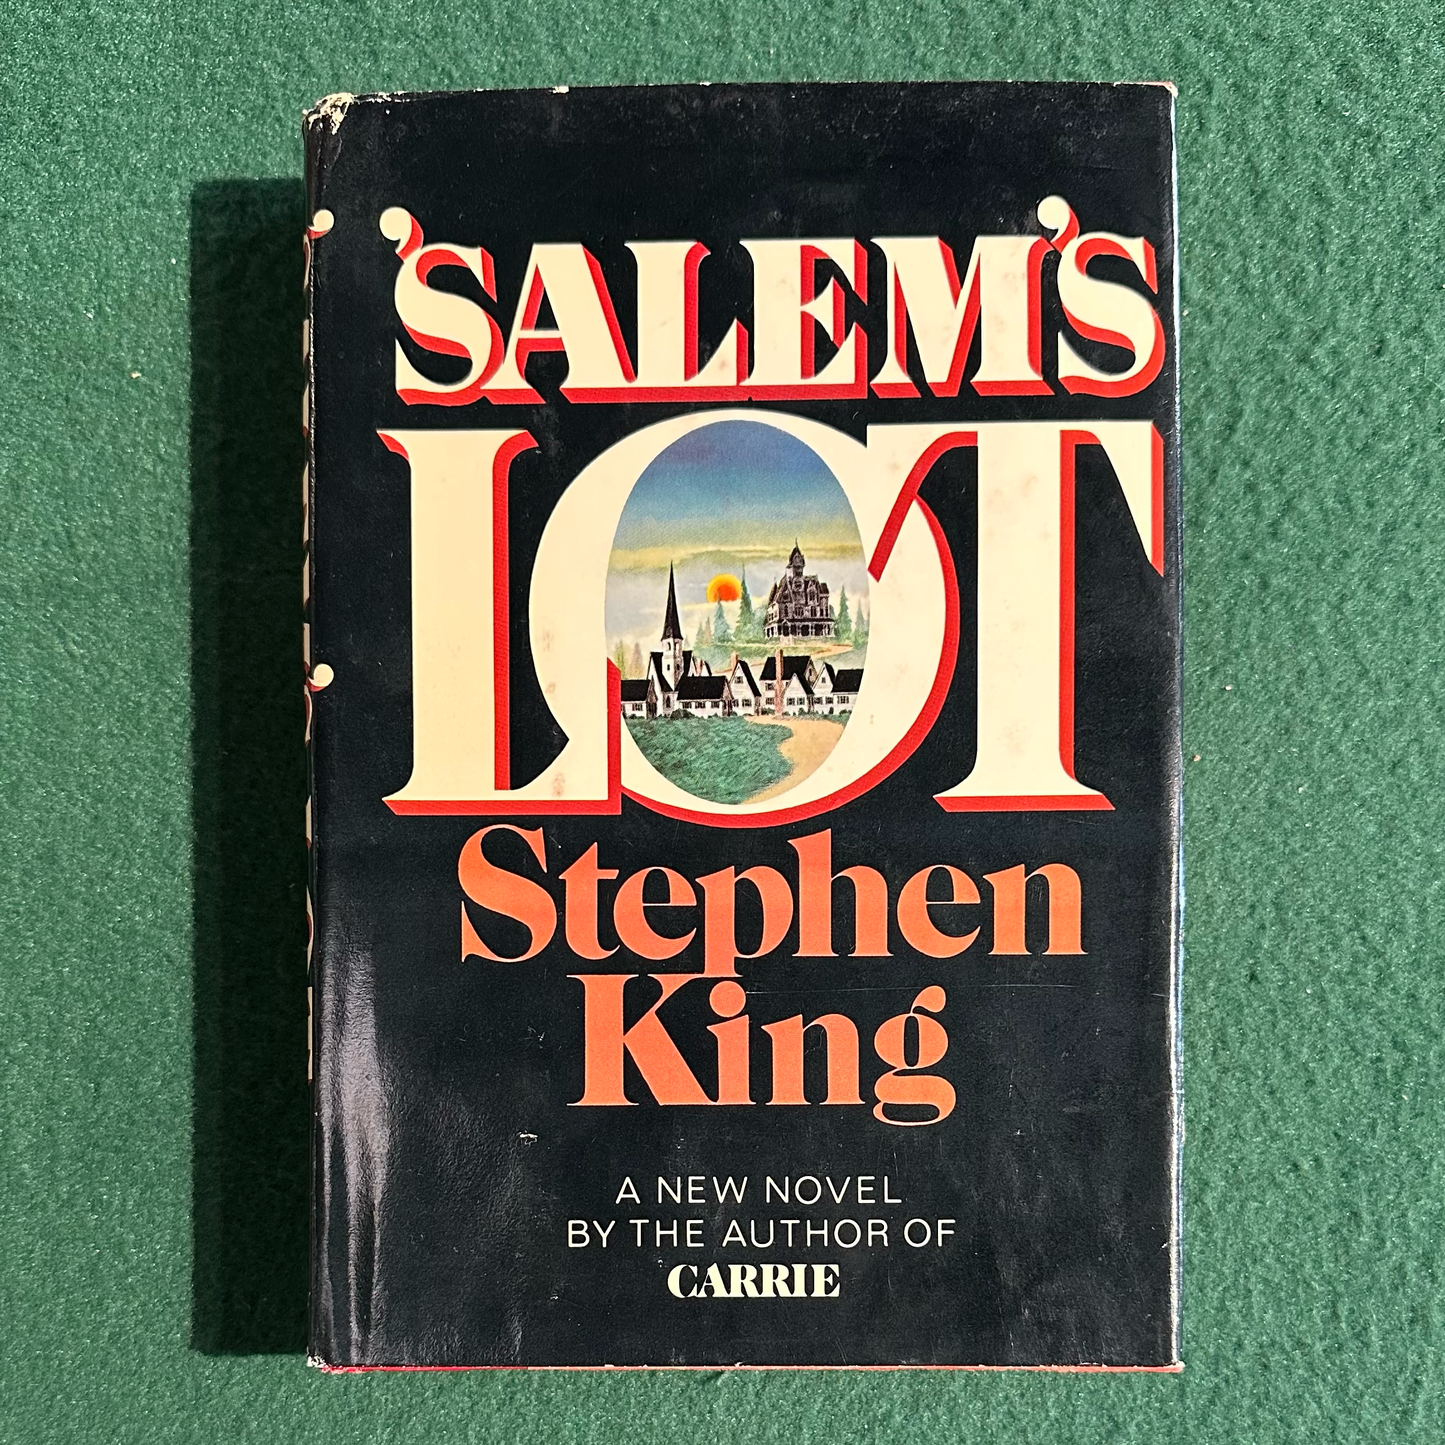 'SALEM'S
LOT
Stephen
King
A NEW NOVEL
BY THE AUTHOR OF
CARRIE